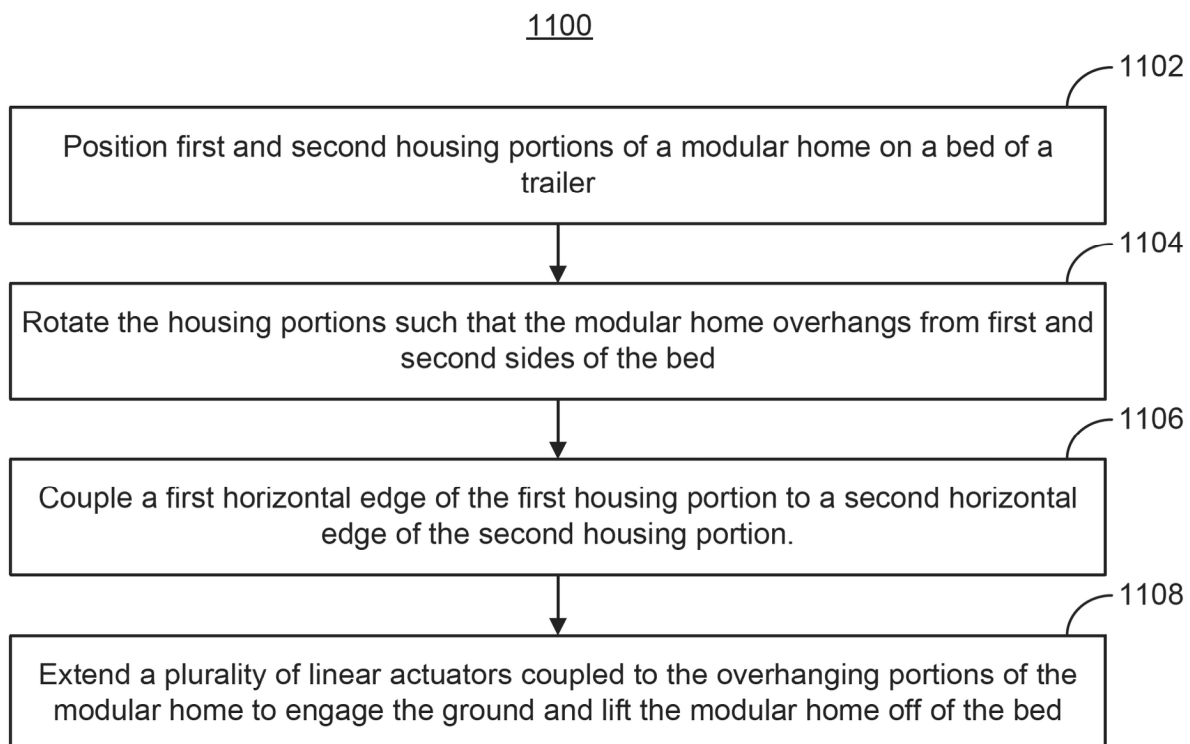 1100
1102
Position first and second housing portions of a modular home on a bed of a
trailer
1104
Rotate the housing portions such that the modular home overhangs from first and
second sides of the bed
1106
Couple a first horizontal edge of the first housing portion to a second horizontal
edge of the second housing portion.
1108
Extend a plurality of linear actuators coupled to the overhanging portions of the
modular home to engage the ground and lift the modular home off of the bed